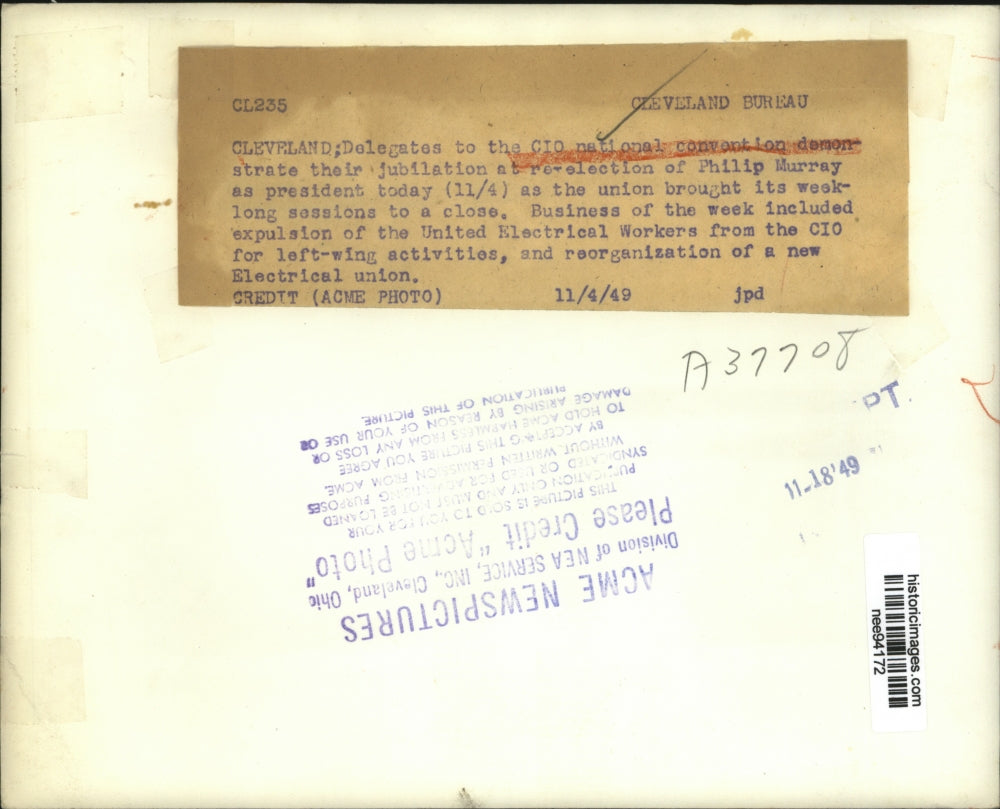 CL235 CLEVELAND BUREAU
CLEVELAND;Delegates to the CIO national convention demon-
strate their jubilation at re-election of Philip Murray
as president today (11/4) as the union brought its week-
long sessions to a close. Business of the week included
expulsion of the United Electrical Workers from the CIO
for left-wing activities, and reorganization of a new
Electrical union.
CREDIT (ACME PHOTO) 11/4/49 jpd
A37708
PT.
11-18'49
ACME NEWSPICTURES
Division of NEA SERVICE, INC., Cleveland, Ohio
Please Credit "Acme Photo"
THIS PICTURE IS SOLD TO YOU FOR YOUR
PUBLICATION ONLY AND MUST NOT BE LOANED
SYNDICATED OR USED FOR ADVERTISING PURPOSES
WITHOUT WRITTEN PERMISSION FROM ACME.
BY ACCEPTING THIS PICTURE YOU AGREE
TO HOLD ACME HARMLESS FROM ANY LOSS OR
DAMAGE ARISING BY REASON OF YOUR USE OR
PUBLICATION OF THIS PICTURE.
historicimages.com
nee94172